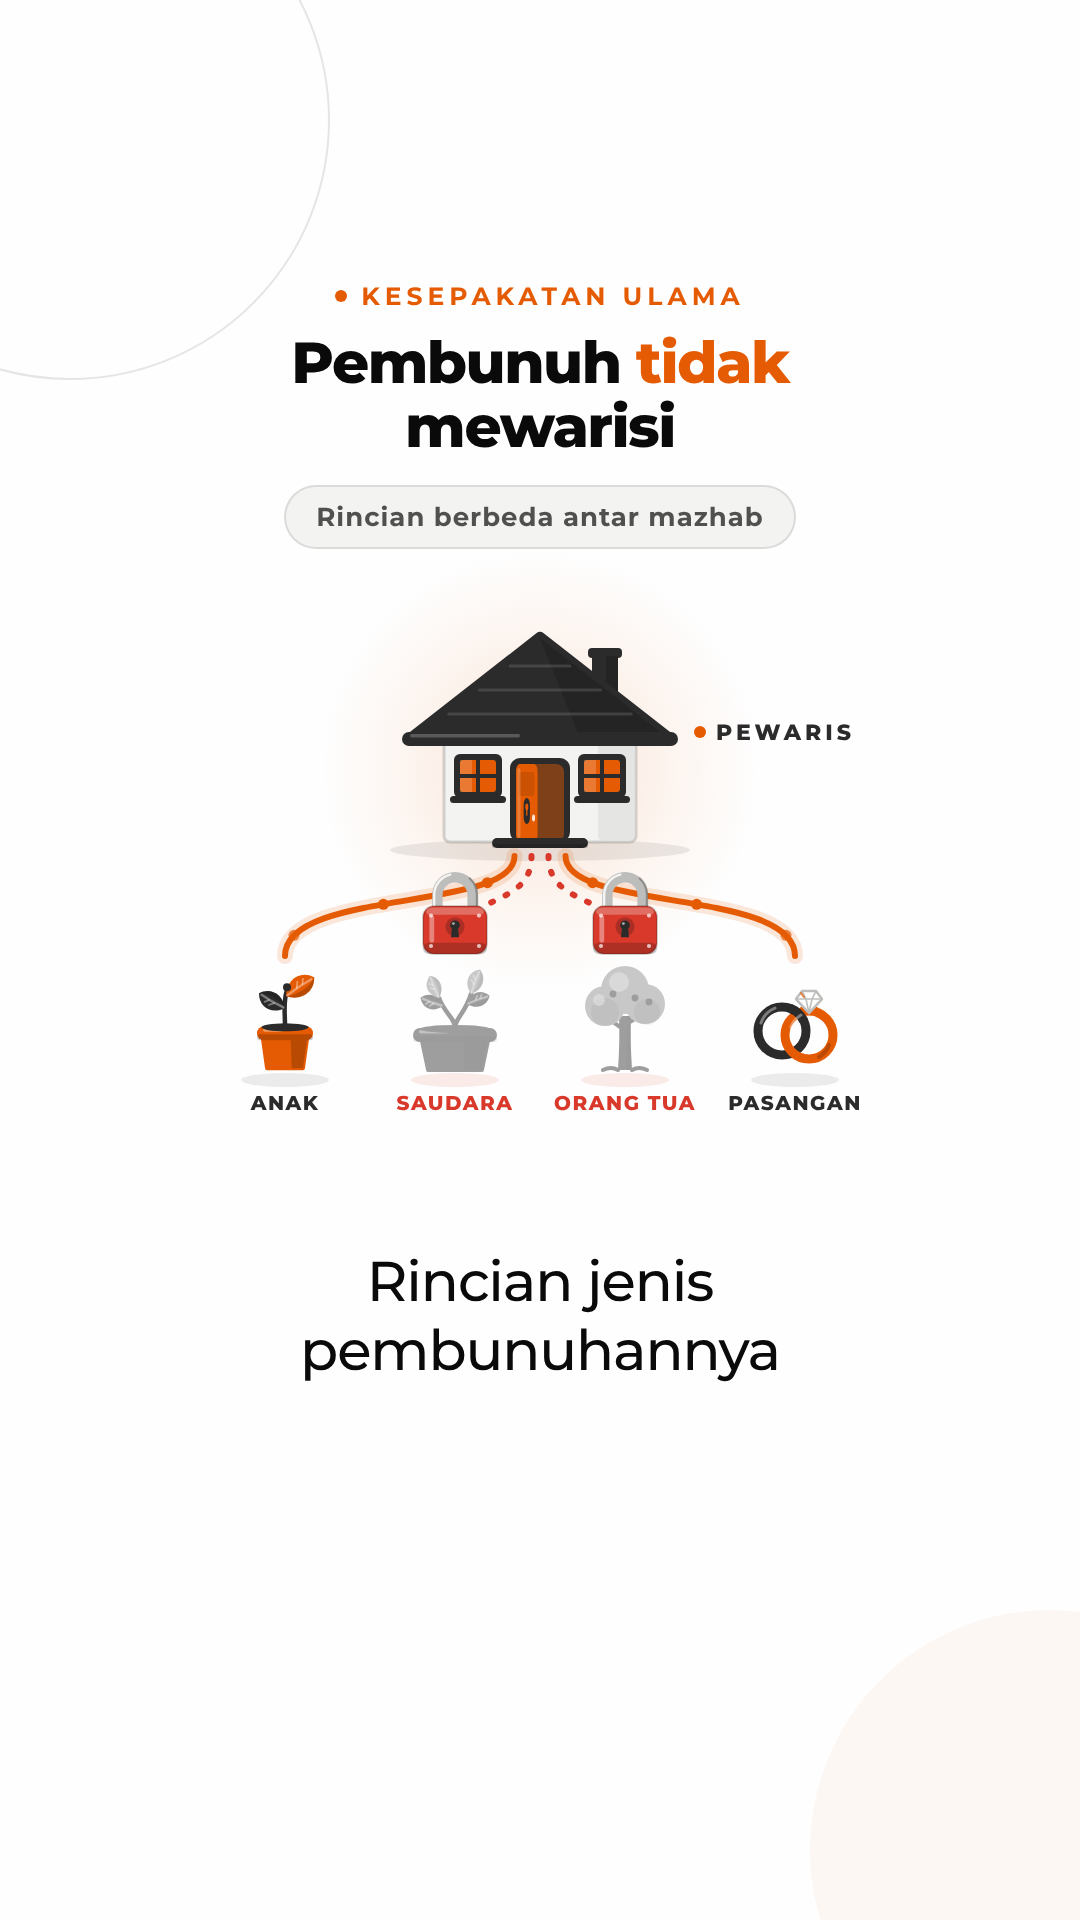 KESEPAKATAN ULAMA
Pembunuh tidak
mewarisi
Rincian berbeda antar mazhab
PEWARIS
ANAK SAUDARA ORANG TUA PASANGAN
Rincian jenis
pembunuhannya